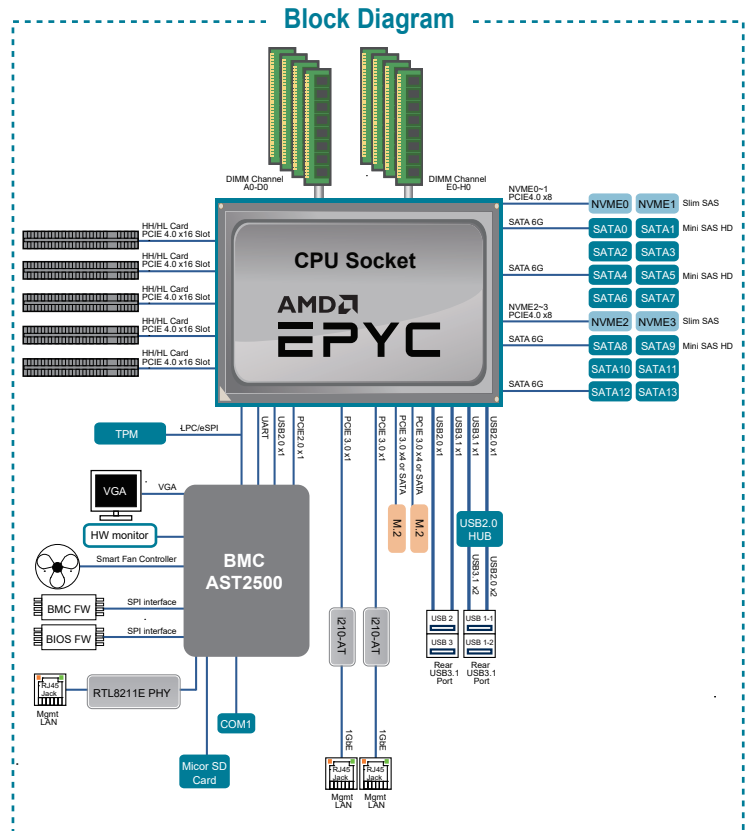 Block Diagram
DIMM Channel
A0-D0
DIMM Channel
E0-H0
HH/HL Card
PCIE 4.0 x16 Slot
HH/HL Card
PCIE 4.0 x16 Slot
HH/HL Card
PCIE 4.0 x16 Slot
HH/HL Card
PCIE 4.0 x16 Slot
HH/HL Card
PCIE 4.0 x16 Slot
CPU Socket
AMD
EPYC
NVME0~1
PCIE4.0 x8
NVME0 NVME1 Slim SAS
SATA 6G
SATA0 SATA1 Mini SAS HD
SATA2 SATA3
SATA 6G
SATA4 SATA5 Mini SAS HD
SATA6 SATA7
NVME2~3
PCIE4.0 x8
NVME2 NVME3 Slim SAS
SATA 6G
SATA8 SATA9 Mini SAS HD
SATA10 SATA11
SATA 6G
SATA12 SATA13
TPM
LPC/eSPI
UART
USB2.0 x1
PCIE2.0 x1
PCIE 3.0 x1
PCIE 3.0 x1
PCIE 3.0 x4 or SATA
PCIE 3.0 x4 or SATA
USB2.0 x1
USB3.1 x1
USB3.1 x1
USB2.0 x1
VGA
VGA
HW monitor
Smart Fan Controller
BMC
AST2500
BMC FW
SPI interface
BIOS FW
SPI interface
RJ45
Jack
Mgmt
LAN
RTL8211E PHY
COM1
Micor SD
Card
M.2
M.2
USB2.0
HUB
USB3.1 x2
USB2.0 x2
I210-AT
I210-AT
USB 2
USB 3
Rear
USB3.1
Port
USB 1-1
USB 1-2
Rear
USB3.1
Port
1GbE
1GbE
RJ45
Jack
Mgmt
LAN
RJ45
Jack
Mgmt
LAN